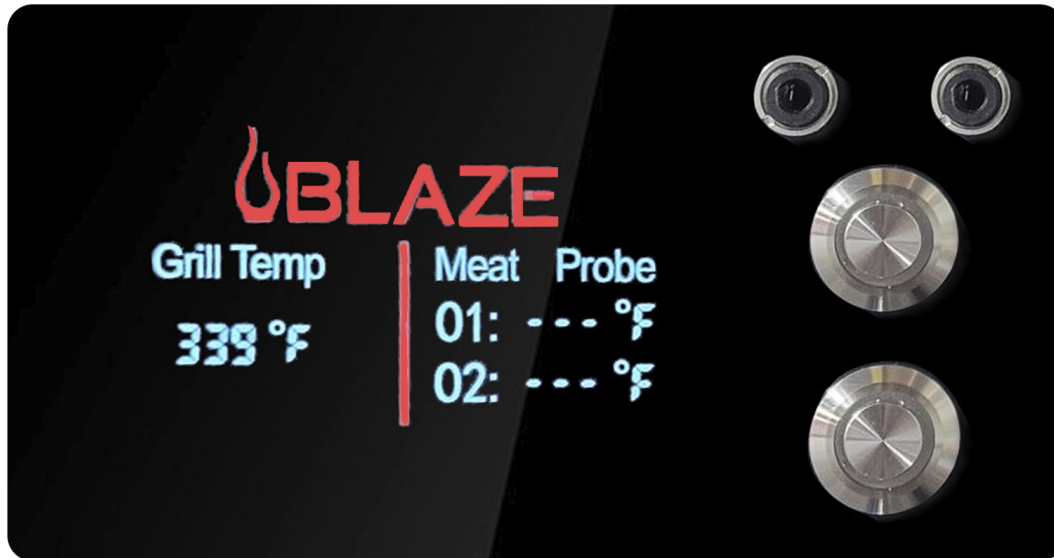 BLAZE
Grill Temp
339 °F
Meat Probe
01: --- °F
02: --- °F